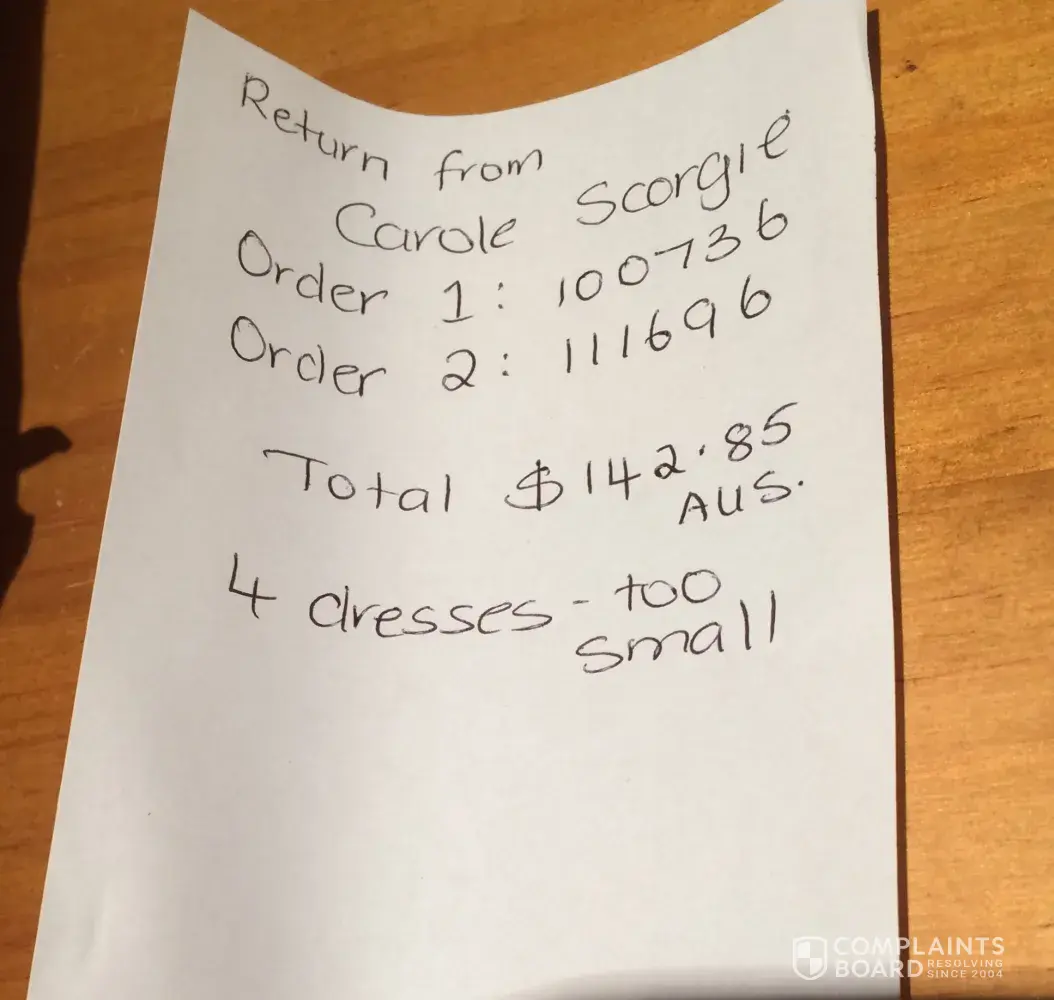 Return from
Carole Scorgie
Order 1: 100736
Order 2: 111696
Total $142.85
AUS.
4 dresses - too
small
COMPLAINTS
BOARD RESOLVING
SINCE 2004